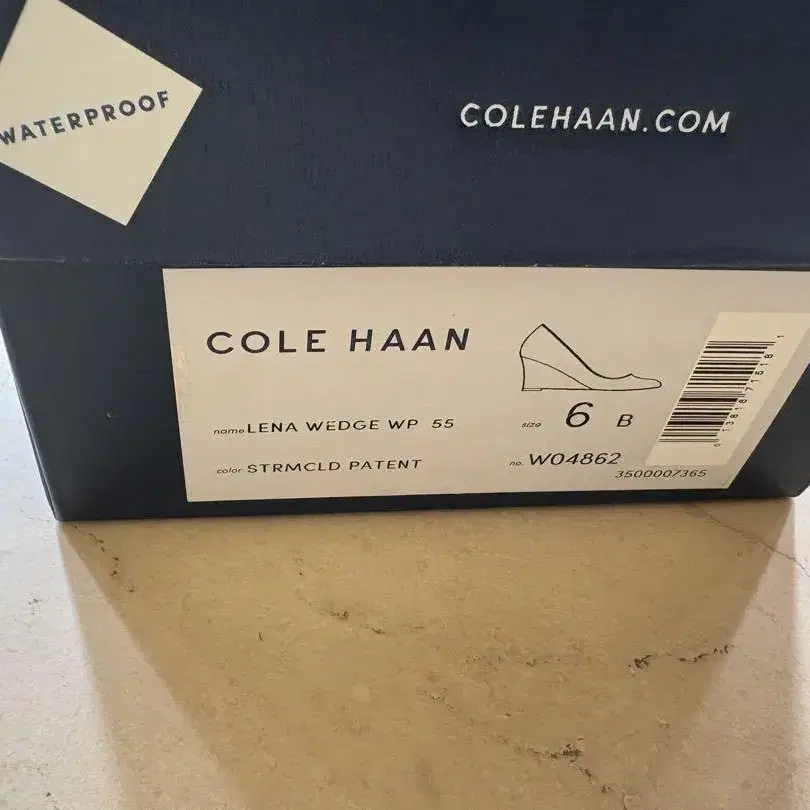 WATERPROOF
COLEHAAN.COM
COLE HAAN
name LENA WEDGE WP 55
size 6 B
color STRMCLD PATENT
no. W04862
3500007365